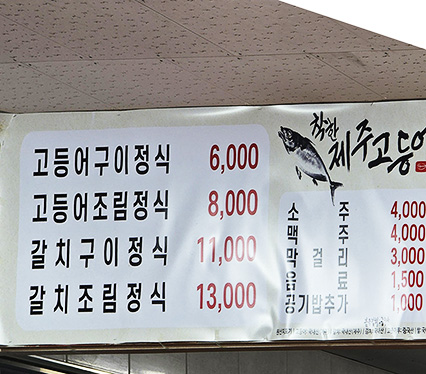 고등어구이정식 6,000
고등어조림정식 8,000
갈치구이정식 11,000
갈치조림정식 13,000
착한 제주고등어
소주 4,000
맥주 4,000
막걸리 3,000
음료 1,500
공기밥추가 1,000